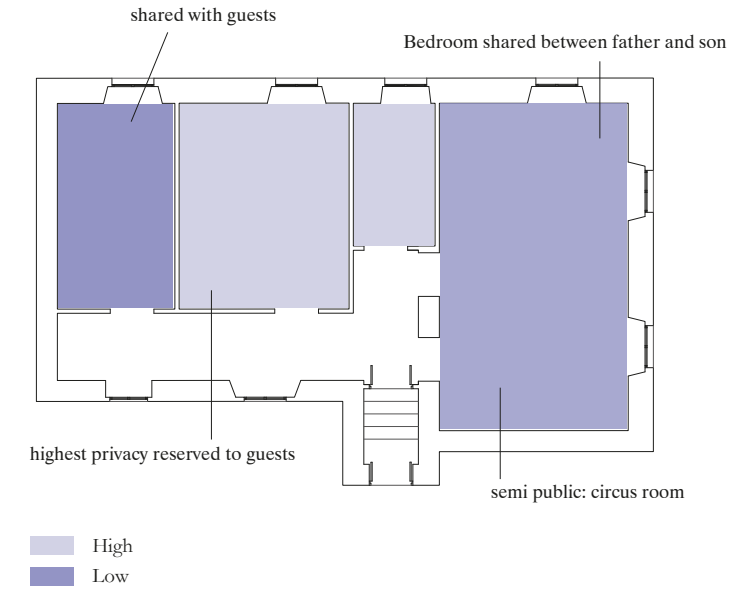 shared with guests
Bedroom shared between father and son
highest privacy reserved to guests
semi public: circus room
High
Low